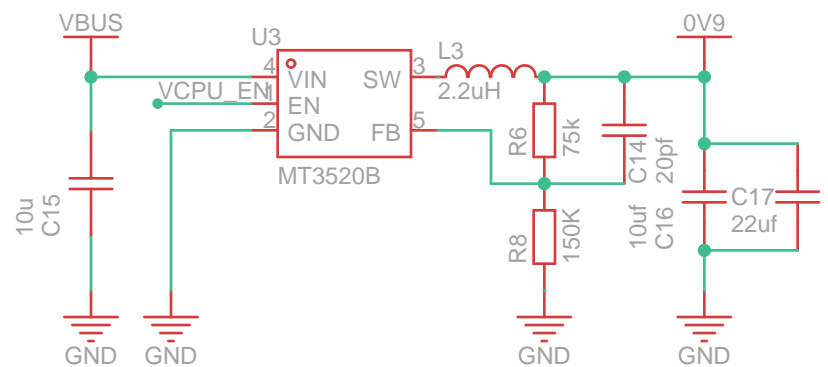 VBUS
0V9
U3
L3
4
VIN
SW
3
2.2uH
VCPU_EN
1
EN
2
GND
FB
5
MT3520B
R6
75k
C14
20pf
10u
C15
R8
150K
10uf
C16
C17
22uf
GND
GND
GND
GND